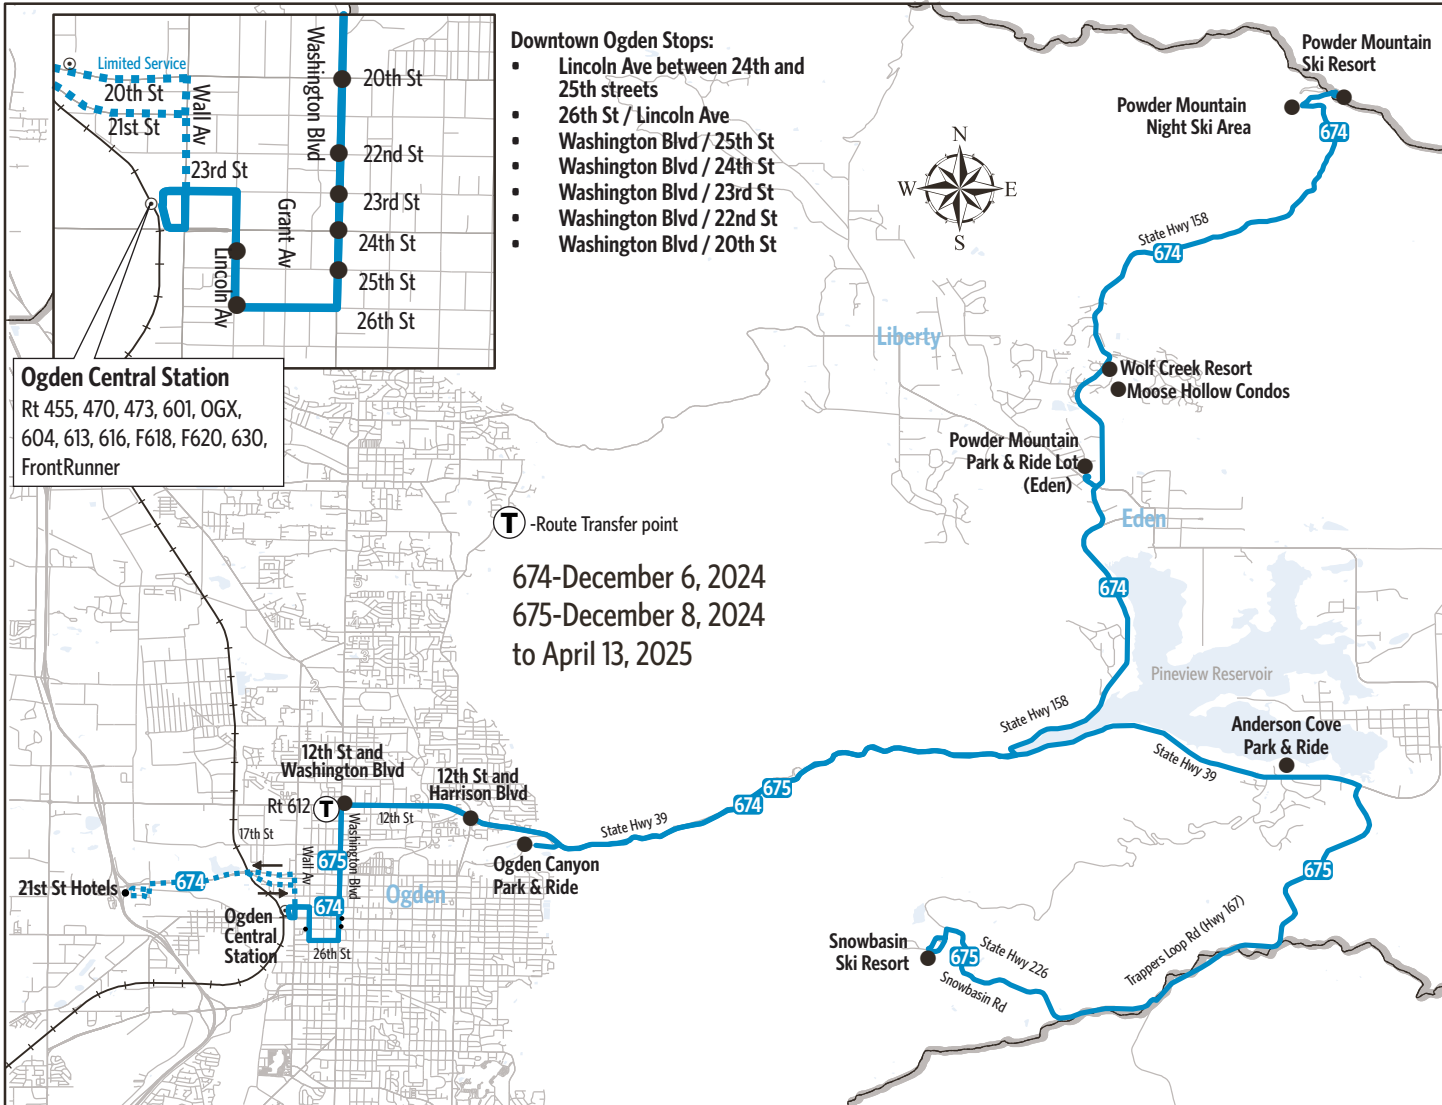 Limited Service
20th St
21st St
Wall Av
23rd St
Lincoln Av
Grant Av
Washington Blvd
20th St
22nd St
23rd St
24th St
25th St
26th St
Ogden Central Station
Rt 455, 470, 473, 601, OGX,
604, 613, 616, F618, F620, 630,
FrontRunner
Downtown Ogden Stops:
▪ Lincoln Ave between 24th and
25th streets
▪ 26th St / Lincoln Ave
▪ Washington Blvd / 25th St
▪ Washington Blvd / 24th St
▪ Washington Blvd / 23rd St
▪ Washington Blvd / 22nd St
▪ Washington Blvd / 20th St
N
W
E
S
Powder Mountain
Ski Resort
Powder Mountain
Night Ski Area
674
State Hwy 158
674
Liberty
Wolf Creek Resort
Moose Hollow Condos
Powder Mountain
Park & Ride Lot
(Eden)
Eden
T -Route Transfer point
674-December 6, 2024
675-December 8, 2024
to April 13, 2025
674
Pineview Reservoir
State Hwy 158
Anderson Cove
Park & Ride
State Hwy 39
12th St and
Washington Blvd
12th St and
Harrison Blvd
Rt 612
T
12th St
17th St
675
674
State Hwy 39
Ogden Canyon
Park & Ride
Wall Av
Washington Blvd
675
21st St Hotels
674
674
Ogden
Ogden
Central
Station
26th St
675
Trappers Loop Rd (Hwy 167)
Snowbasin
Ski Resort
675
State Hwy 226
Snowbasin Rd